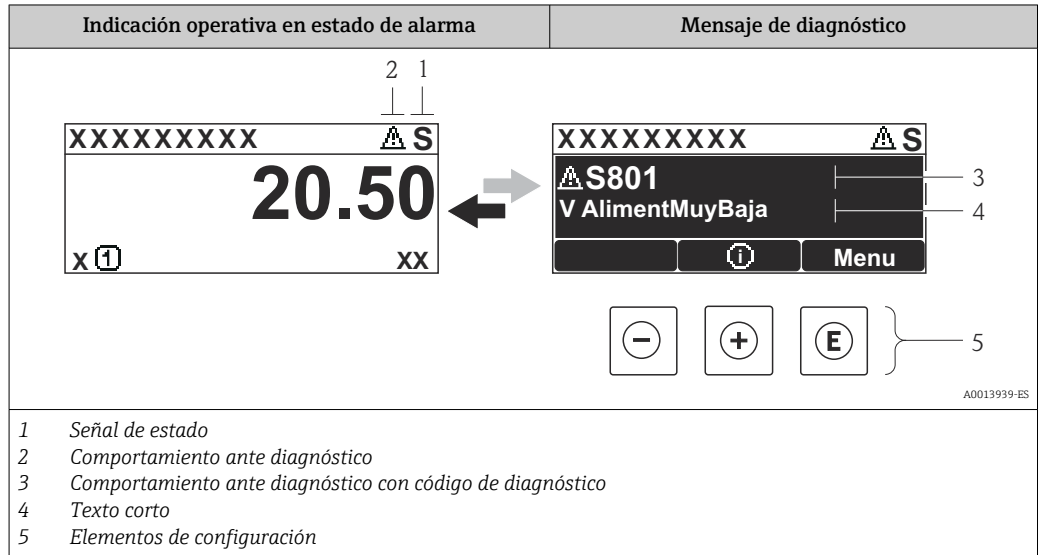 Indicación operativa en estado de alarma
Mensaje de diagnóstico
2 1
XXXXXXXXX S
20.50
X 1 XX
XXXXXXXXX S
S801
3
V AlimentMuyBaja
4
i Menu
- + E
5
A0013939-ES
1 Señal de estado
2 Comportamiento ante diagnóstico
3 Comportamiento ante diagnóstico con código de diagnóstico
4 Texto corto
5 Elementos de configuración